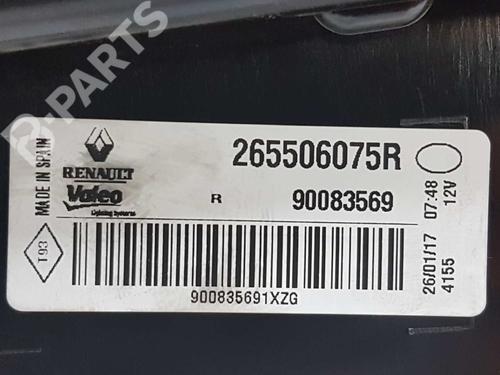 B-PARTS
MADE IN SPAIN
RENAULT
Valeo
Lighting Systems
265506075R
R
90083569
193
900835691XZG
26/01/17 07:48
4155 12V